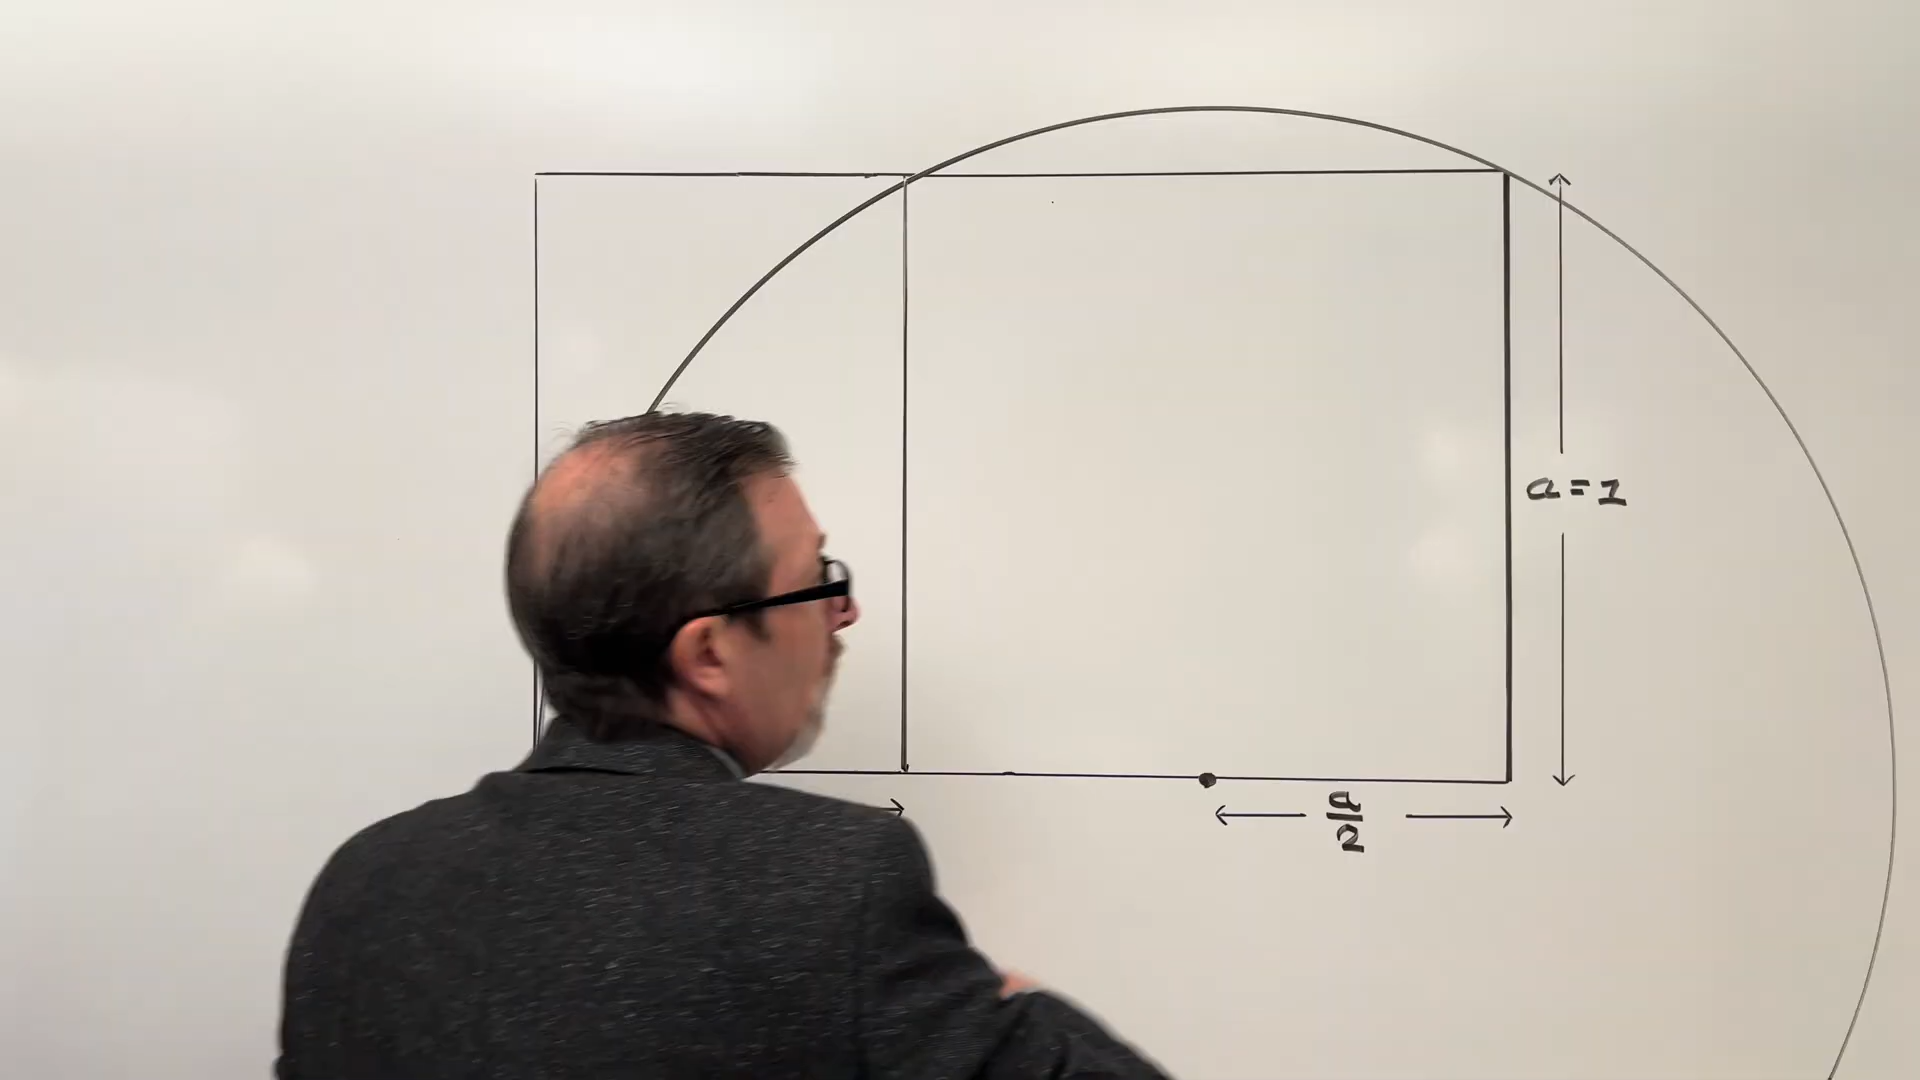 a = 1
a/2